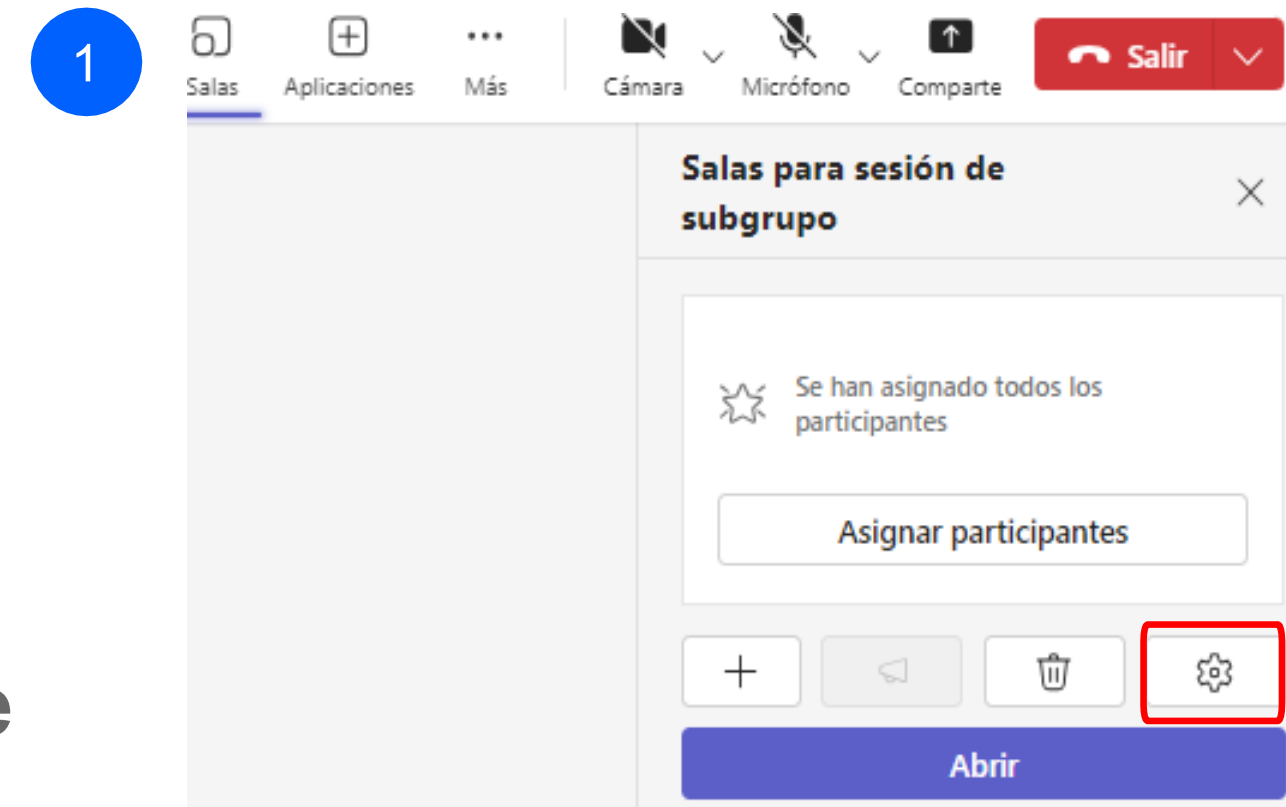 1
Salas Aplicaciones Más Cámara Micrófono Comparte Salir
Salas para sesión de
subgrupo
Se han asignado todos los
participantes
Asignar participantes
e
Abrir